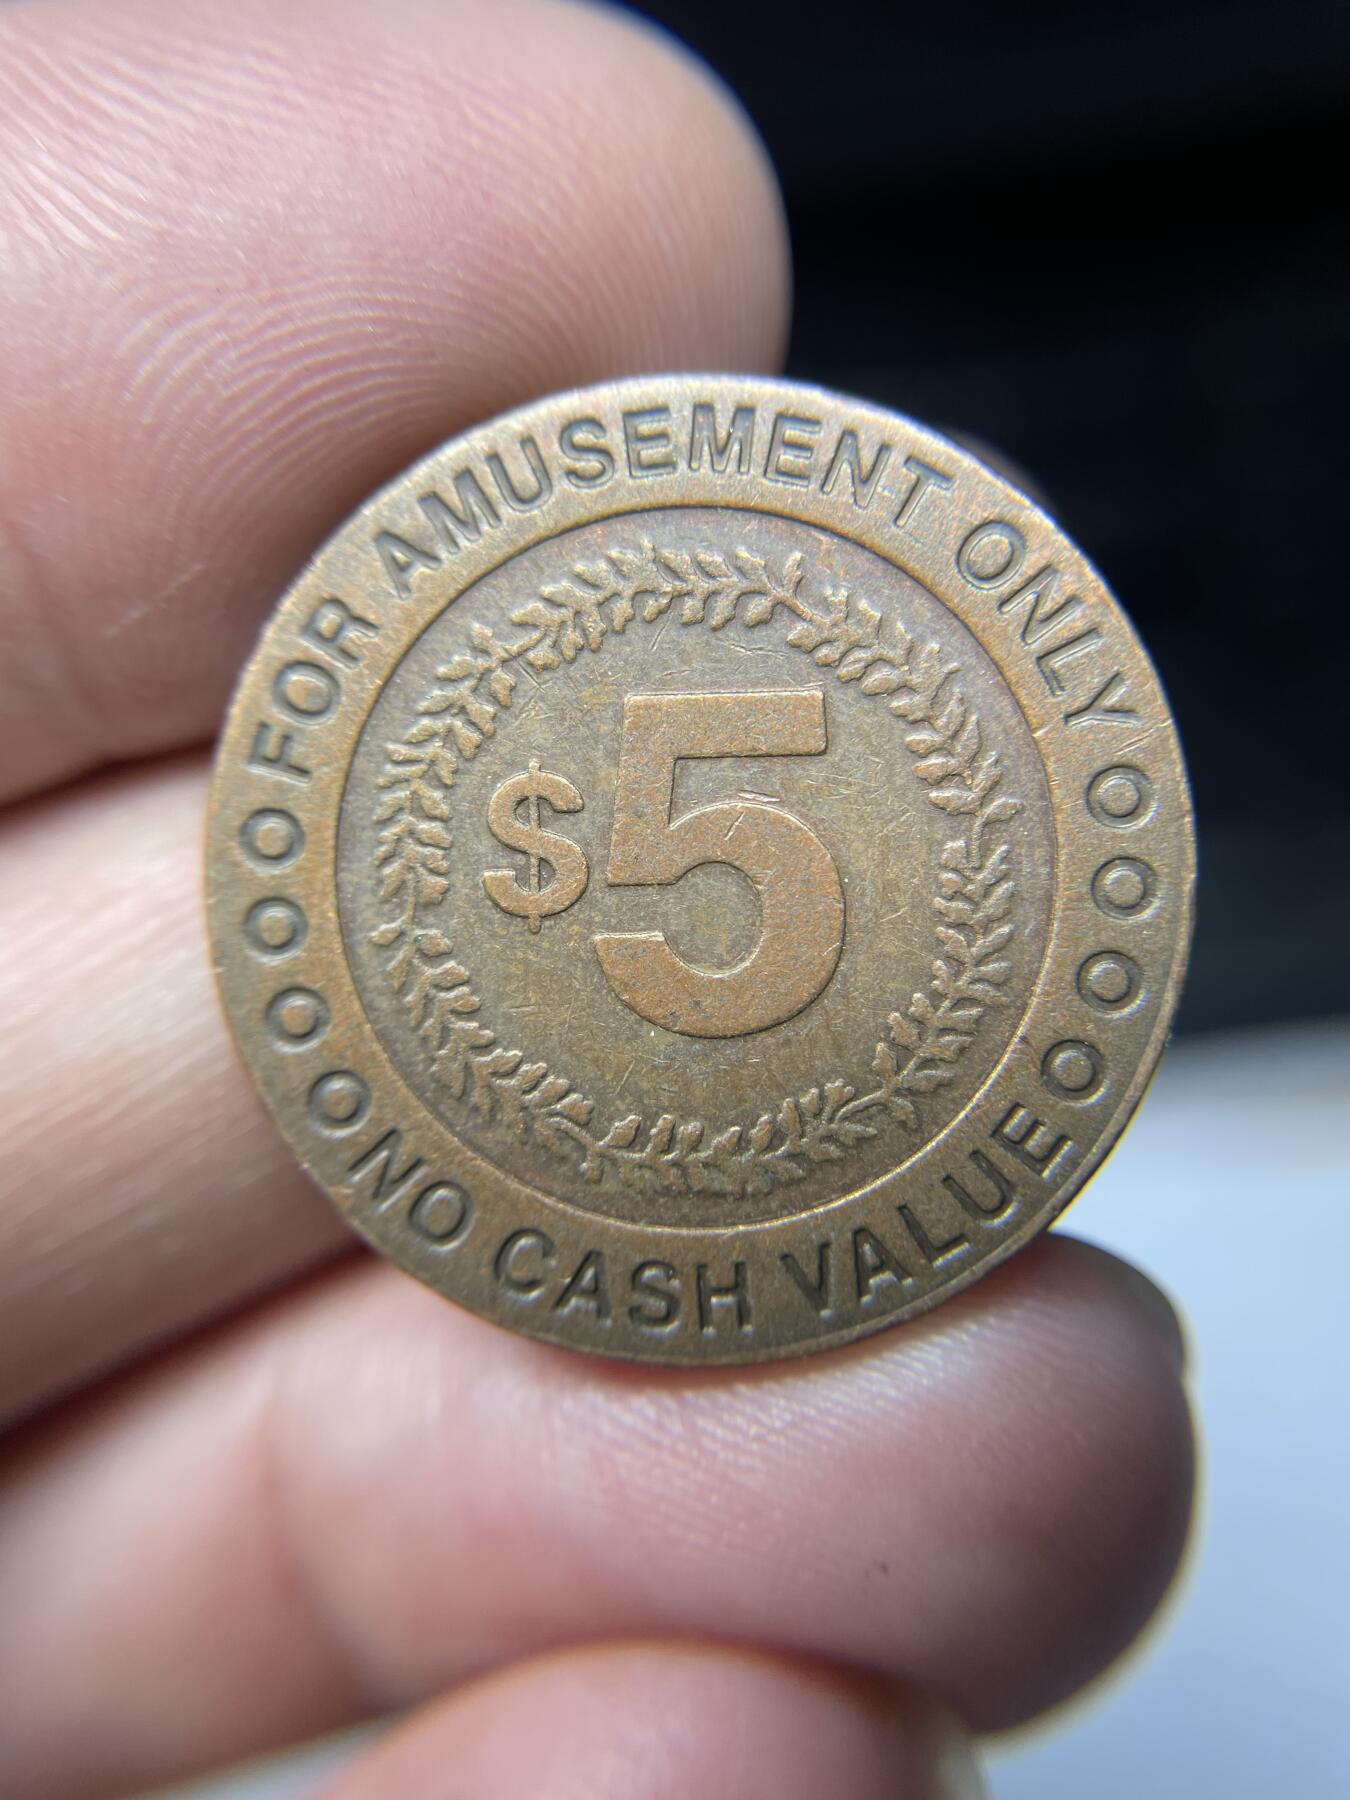 FOR AMUSEMENT ONLY
$5
NO CASH VALUE